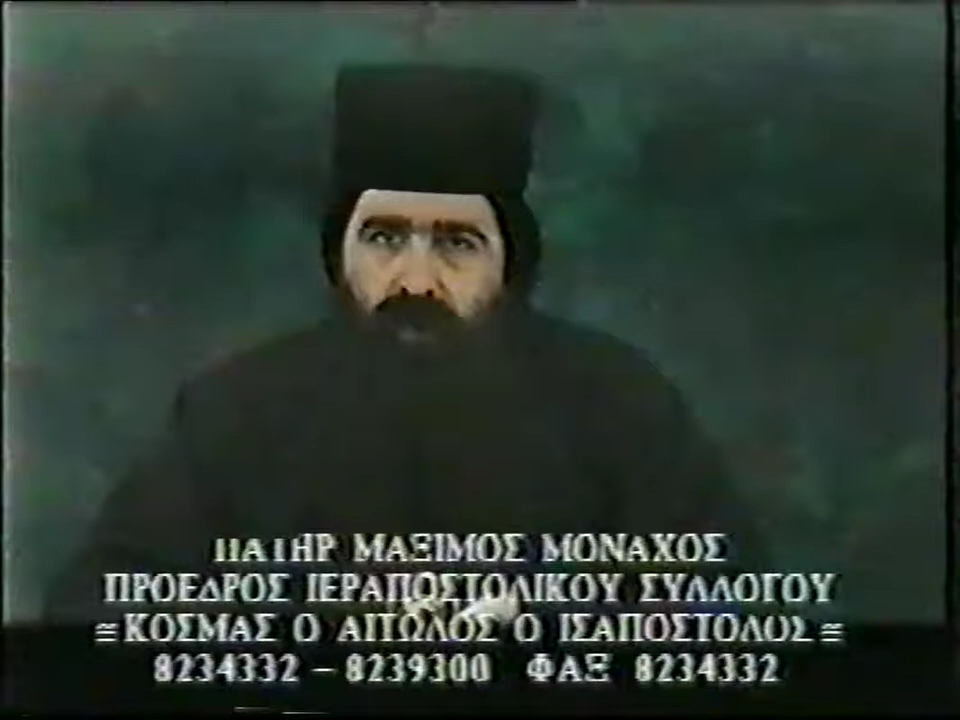 ΠΑΤΗΡ ΜΑΞΙΜΟΣ ΜΟΝΑΧΟΣ
ΠΡΟΕΔΡΟΣ ΙΕΡΑΠΟΣΤΟΛΙΚΟΥ ΣΥΛΛΟΓΟΥ
≅ΚΟΣΜΑΣ Ο ΑΙΤΩΛΟΣ Ο ΙΣΑΠΟΣΤΟΛΟΣ≅
8234332 – 8239300 ΦΑΞ 8234332